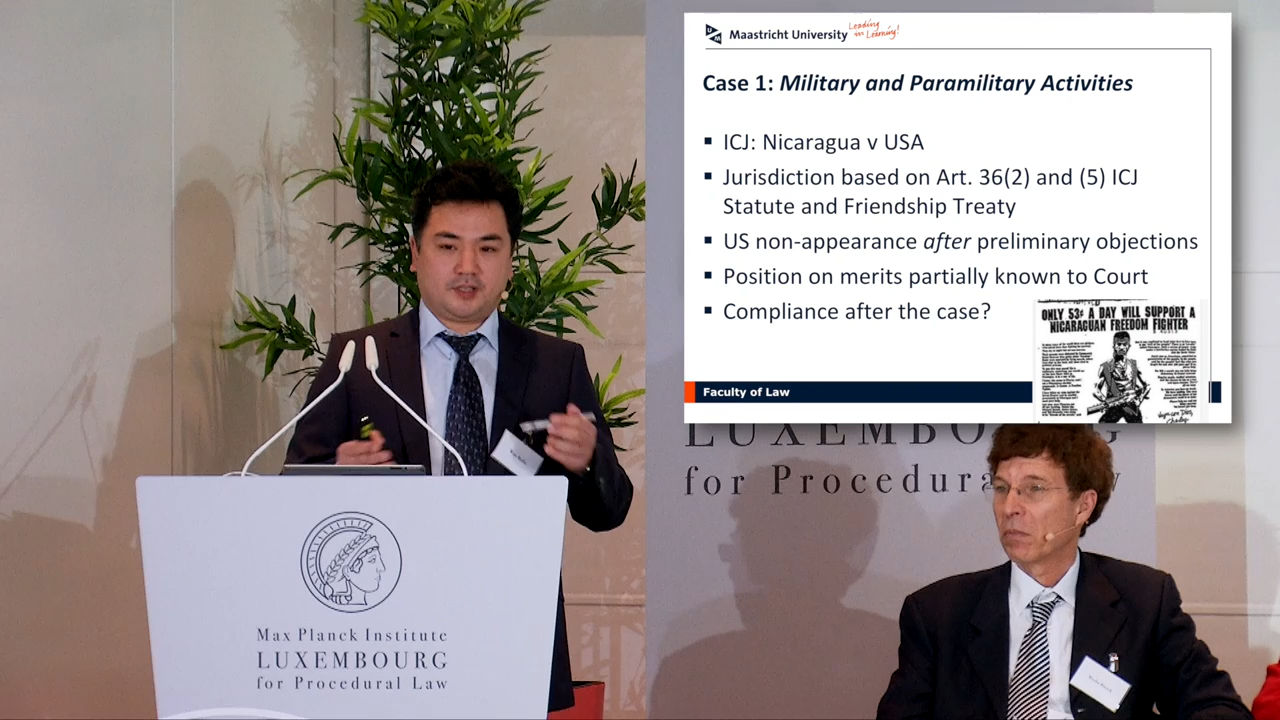 Maastricht University
Leading
in Learning!
Case 1: Military and Paramilitary Activities
▪ ICJ: Nicaragua v USA
▪ Jurisdiction based on Art. 36(2) and (5) ICJ
Statute and Friendship Treaty
▪ US non-appearance after preliminary objections
▪ Position on merits partially known to Court
▪ Compliance after the case?
ONLY 53¢ A DAY WILL SUPPORT A
NICARAGUAN FREEDOM FIGHTER
Faculty of Law
LUXEMBO G
for Procedura w
Max Planck Institute
LUXEMBOURG
for Procedural Law